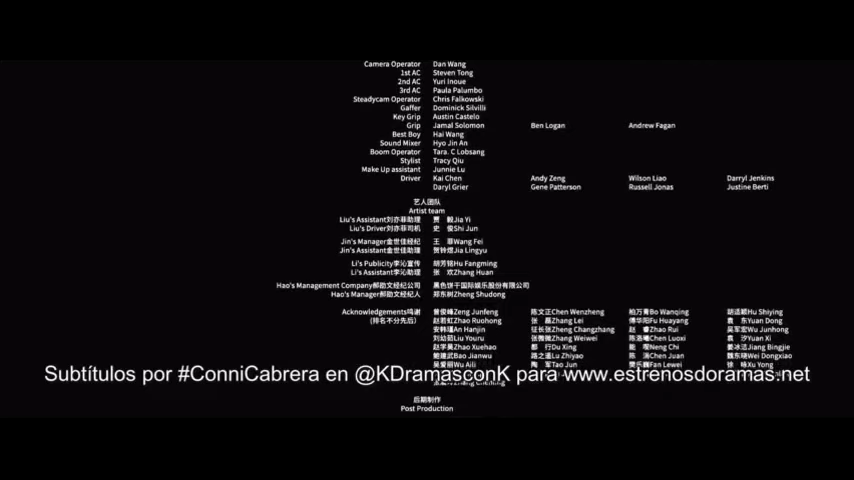 Camera Operator Dan Wang
1st AC Steven Tong
2nd AC Yuri Inoue
3rd AC Paula Palumbo
Steadycam Operator Chris Falkowski
Gaffer Dominick Silvilli
Key Grip Austin Castelo
Grip Jamal Solomon Ben Logan Andrew Fagan
Best Boy Hai Wang
Sound Mixer Hyo Jin An
Boom Operator Tara. C Lobsang
Stylist Tracy Qiu
Make Up assistant Junnie Lu
Driver Kai Chen Andy Zeng Wilson Liao Darryl Jenkins
Daryl Grier Gene Patterson Russell Jonas Justine Berti
艺人团队
Artist team
Liu's Assistant刘亦菲助理 贾 毅Jia Yi
Liu's Driver刘亦菲司机 史 俊Shi Jun
Jin's Manager金世佳经纪 王 菲Wang Fei
Jin's Assistant金世佳助理 Jia Lingyu
Li's Publicity李沁宣传 胡芳铭Hu Fangming
Li's Assistant李沁助理 张 欢Zhang Huan
Hao's Management Company郝劭文经纪公司 黑色饼干国际娱乐股份有限公司
Hao's Manager郝劭文经纪人 郑东树Zheng Shudong
Acknowledgements鸣谢 曾俊峰Zeng Junfeng 陈文正Chen Wenzheng 柏万青Bo Wanqing 胡适颖Hu Shiying
(排名不分先后) 赵若虹Zhao Ruohong 张 磊Zhang Lei 傅华阳Fu Huayang 袁 东Yuan Dong
安韩瑾An Hanjin 征长张Zheng Changzhang 赵 睿Zhao Rui 吴军宏Wu Junhong
刘幼茹Liu Youru 张微微Zhang Weiwei 陈洛曦Chen Luoxi 袁 汐Yuan Xi
赵学昊Zhao Xuehao 都 行Du Xing 能 琛Neng Chi 姜冰洁Jiang Bingjie
鲍建武Bao Jianwu 路之遥Lu Zhiyao 陈 涓Chen Juan 魏东晓Wei Dongxiao
吴爱丽Wu Aili 陶 军Tao Jun 樊乐巍Fan Lewei 徐 咏Xu Yong
Subtítulos por #ConniCabrera en @KDramasconK para www.estrenosdoramas.net
后期制作
Post Production